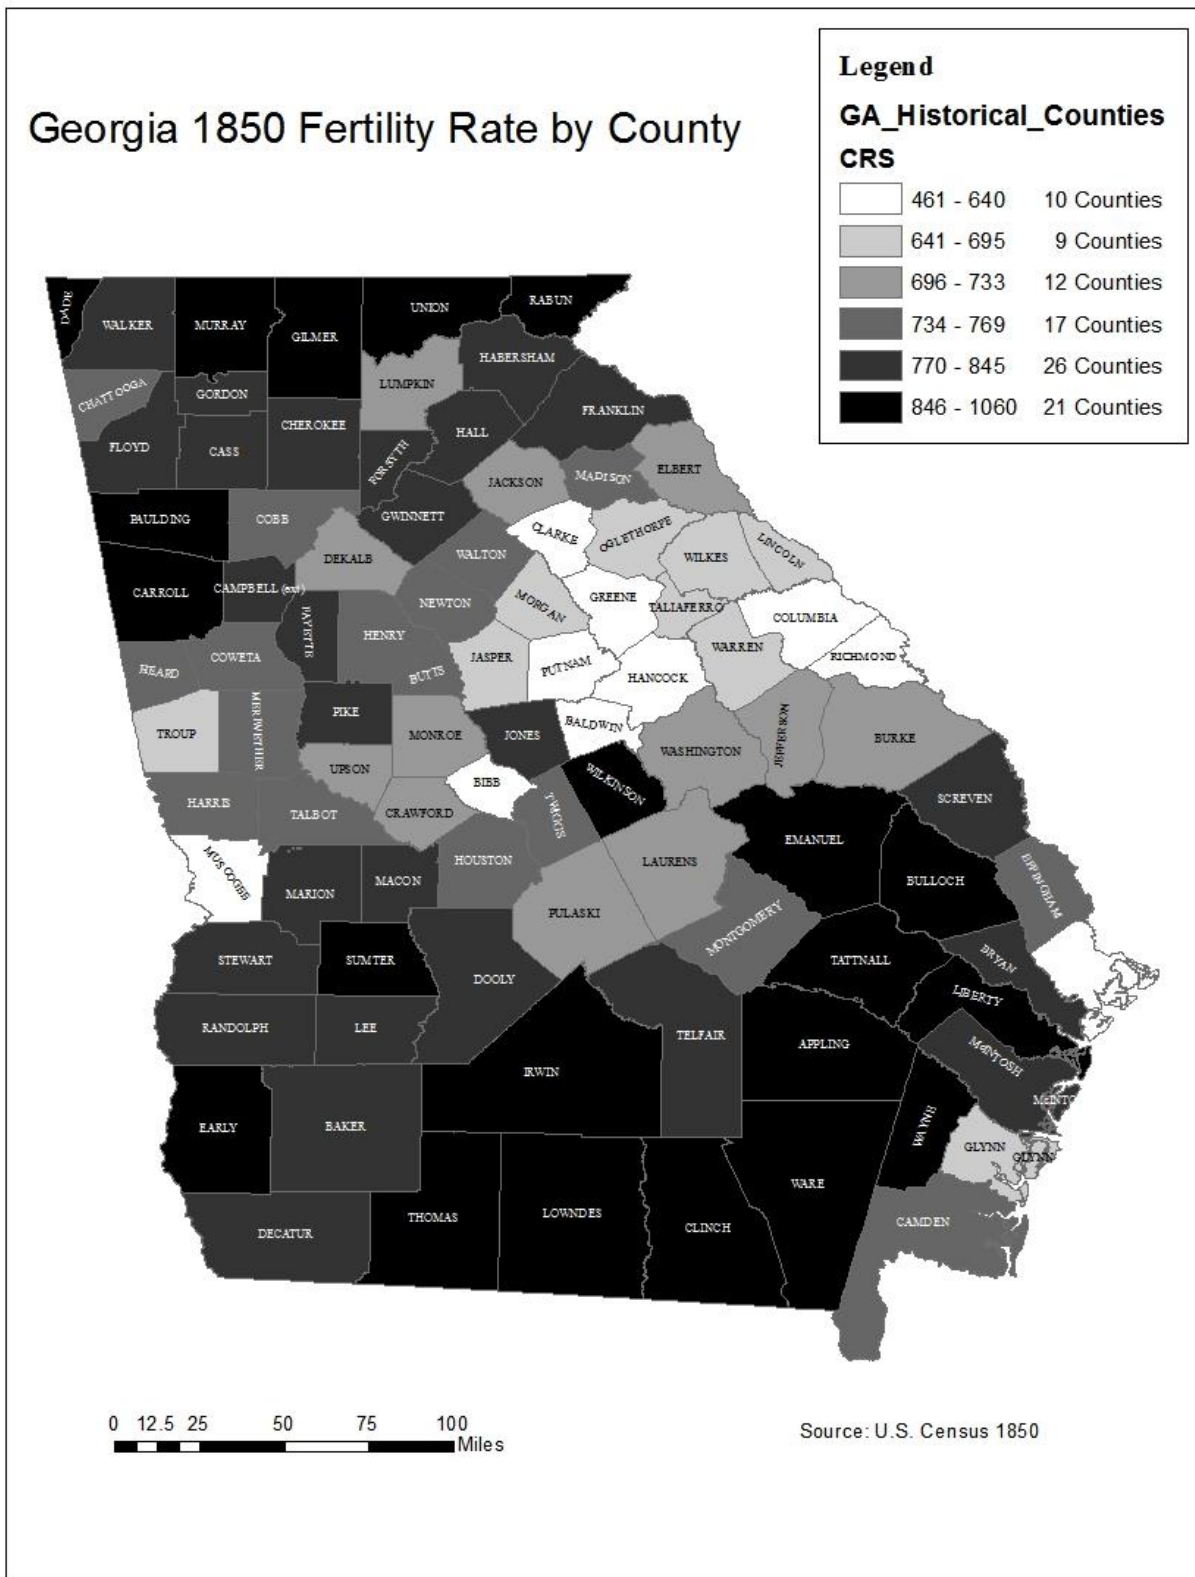 Georgia 1850 Fertility Rate by County
Legend
GA_Historical_Counties
CRS
461 - 640 10 Counties
641 - 695 9 Counties
696 - 733 12 Counties
734 - 769 17 Counties
770 - 845 26 Counties
846 - 1060 21 Counties
DADE
WALKER
MURRAY
GILMER
UNION
RABUN
HABERSHAM
LUMPKIN
CHATTOOGA
GORDON
FRANKLIN
CHEROKEE
HALL
FLOYD
CASS
FORSYTH
JACKSON
MADISON
ELBERT
PAULDING
COBB
GWINNETT
CLARKE
OGLETHORPE
WILKES
LINCOLN
DEKALB
WALTON
CARROLL
CAMPBELL (ext)
NEWTON
MORGAN
GREENE
TALIAFERRO
COLUMBIA
FAYETTE
HENRY
BUTTS
JASPER
PUTNAM
WARREN
RICHMOND
HEARD
COWETA
HANCOCK
TROUP
MERIWETHER
PIKE
MONROE
JONES
BALDWIN
WASHINGTON
JEFFERSON
BURKE
UPSON
BIBB
WILKINSON
HARRIS
TALBOT
CRAWFORD
TWIGGS
SCREVEN
MUSCOGEE
HOUSTON
LAURENS
EMANUEL
BULLOCH
EFFINGHAM
MARION
MACON
PULASKI
MONTGOMERY
STEWART
SUMTER
DOOLY
TATTNALL
BRYAN
LIBERTY
RANDOLPH
LEE
TELFAIR
APPLING
McINTOSH
IRWIN
McINTO
EARLY
BAKER
WAYNE
GLYNN
GLYNN
WARE
THOMAS
LOWNDES
CLINCH
CAMDEN
DECATUR
0 12.5 25 50 75 100
Miles
Source: U.S. Census 1850